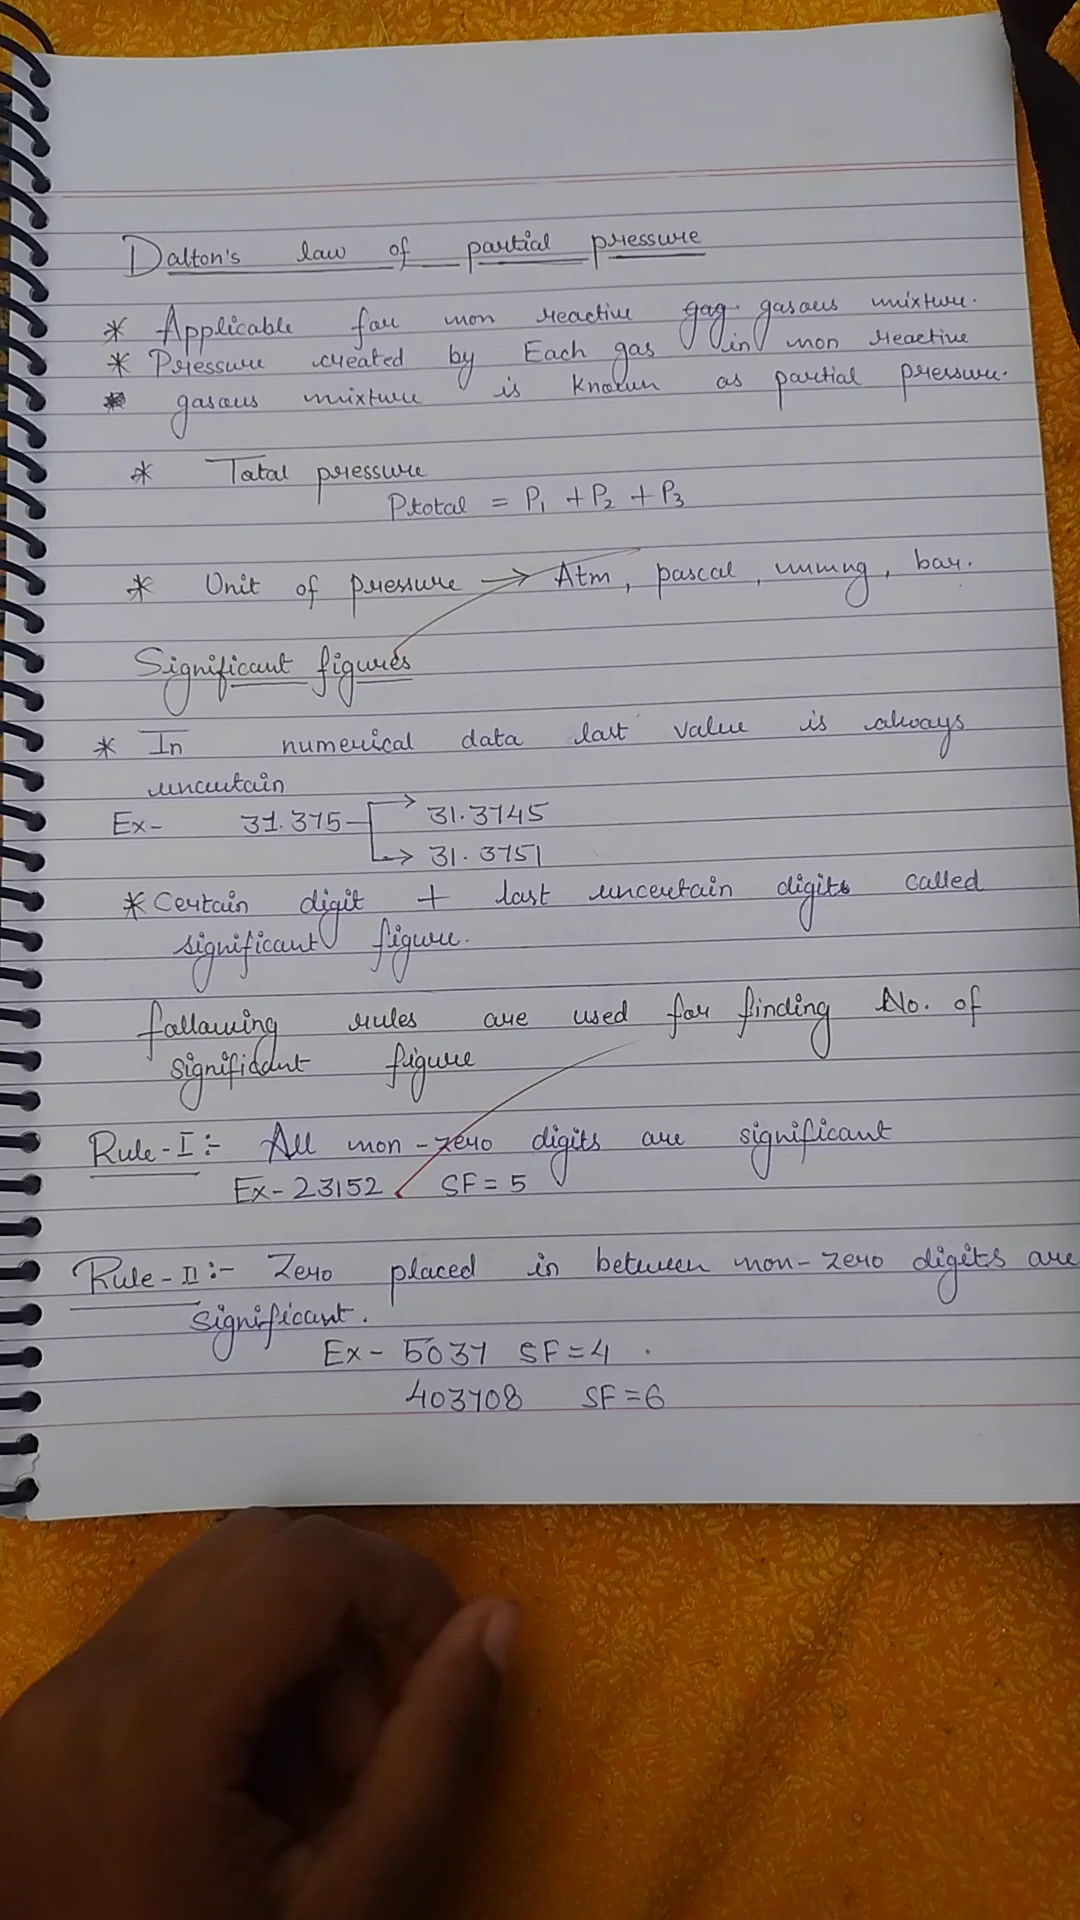 Dalton's law of partial pressure
* Applicable for non reactive gag gasous mixture.
* Pressure created by Each gas in non reactive
* gasous mixture is known as partial pressure.
* Total pressure
Ptotal = P1 + P2 + P3
* Unit of pressure → Atm, pascal, mmHg, bar.
Significant figures
* In numerical data last value is always
uncertain
Ex- 31.375 → 31.3745
→ 31.3751
* Certain digit + last uncertain digits called
significant figure.
following rules are used for finding No. of
significant figure
Rule-I :- All non-zero digits are significant
Ex- 23152 SF = 5
Rule-II :- Zero placed in between non-zero digits are
significant.
Ex- 5037 SF = 4
403708 SF = 6